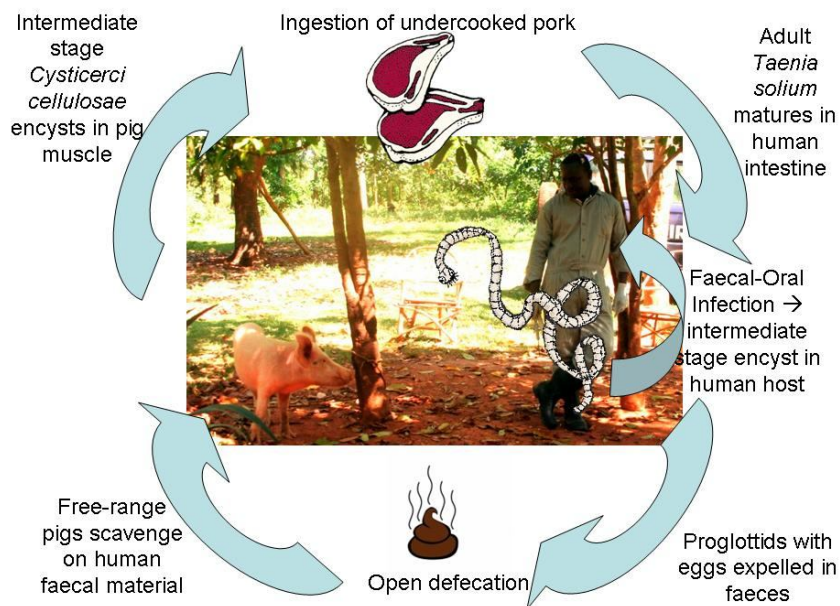 Intermediate
stage
Cysticerci
cellulosae
encysts in pig
muscle
Ingestion of undercooked pork
Adult
Taenia
solium
matures in
human
intestine
Faecal-Oral
Infection →
intermediate
stage encyst in
human host
Proglottids with
eggs expelled in
faeces
Open defecation
Free-range
pigs scavenge
on human
faecal material